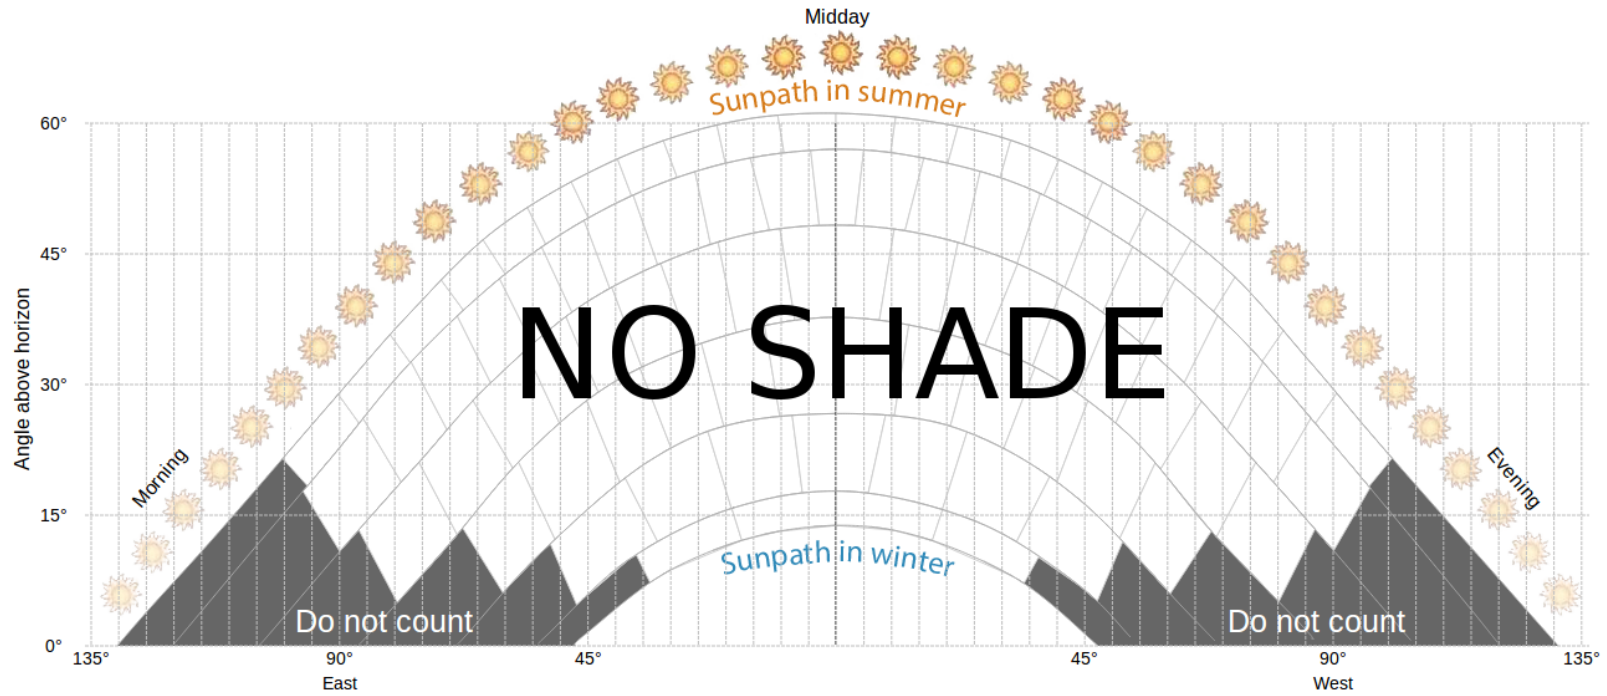 Midday
Sunpath in summer
60°
45°
NO SHADE
30°
Angle above horizon
Morning
Evening
15°
Sunpath in winter
Do not count
Do not count
0°
135°
90°
45°
45°
90°
135°
East
West